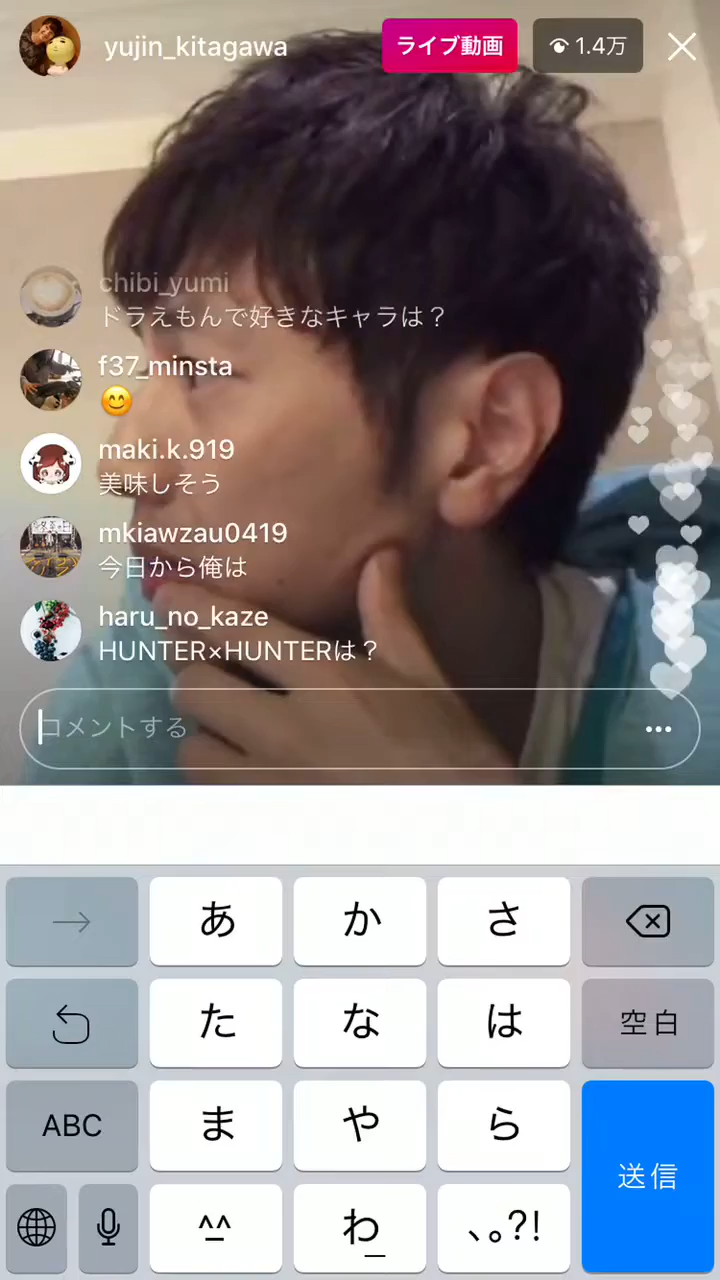 yujin_kitagawa
ライブ動画
1.4万
chibi_yumi
ドラえもんで好きなキャラは？
f37_minsta
😊
maki.k.919
美味しそう
mkiawzau0419
今日から俺は
haru_no_kaze
HUNTER×HUNTERは？
コメントする
→ あ か さ
た な は 空白
ABC ま や ら 送信
^^ わ ､｡?!